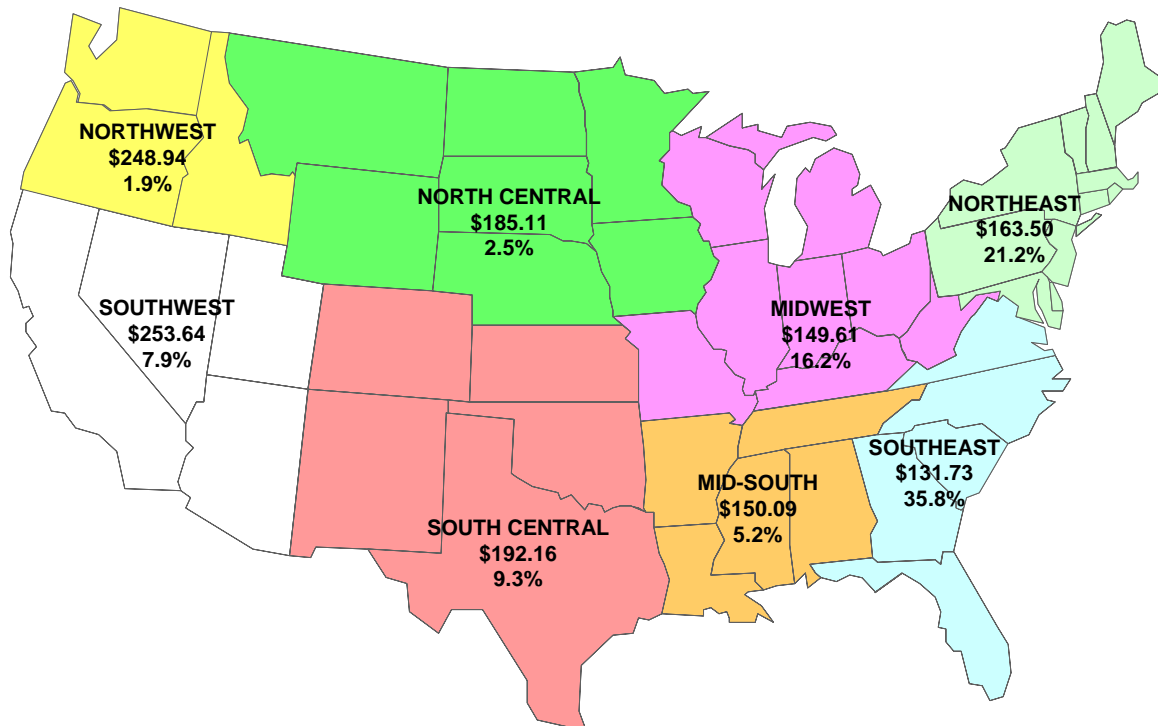 NORTHWEST
$248.94
1.9%
NORTH CENTRAL
$185.11
2.5%
NORTHEAST
$163.50
21.2%
SOUTHWEST
$253.64
7.9%
MIDWEST
$149.61
16.2%
SOUTHEAST
$131.73
35.8%
MID-SOUTH
$150.09
5.2%
SOUTH CENTRAL
$192.16
9.3%